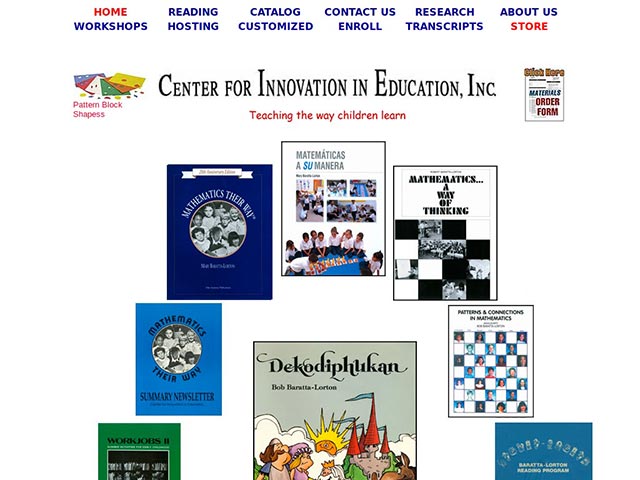 HOME READING CATALOG CONTACT US RESEARCH ABOUT US
WORKSHOPS HOSTING CUSTOMIZED ENROLL TRANSCRIPTS STORE
Pattern Block
Shapess
CENTER FOR INNOVATION IN EDUCATION, INC.
Teaching the way children learn
Click Here
MATERIALS
ORDER
FORM
MATEMÁTICAS
A SU MANERA
Mary Baratta-Lorton
20th Anniversary Edition
MATHEMATICS THEIR WAY
MARY BARATTA-LORTON
ROBERT BARATTA-LORTON
MATHEMATICS...
A
WAY
OF
THINKING
MATHEMATICS
THEIR WAY
SUMMARY NEWSLETTER
PATTERNS & CONNECTIONS
IN MATHEMATICS
BOB BARATTA-LORTON
Dekodiphukan
Bob Baratta-Lorton
WORKJOBS II
BARATTA-LORTON
READING PROGRAM